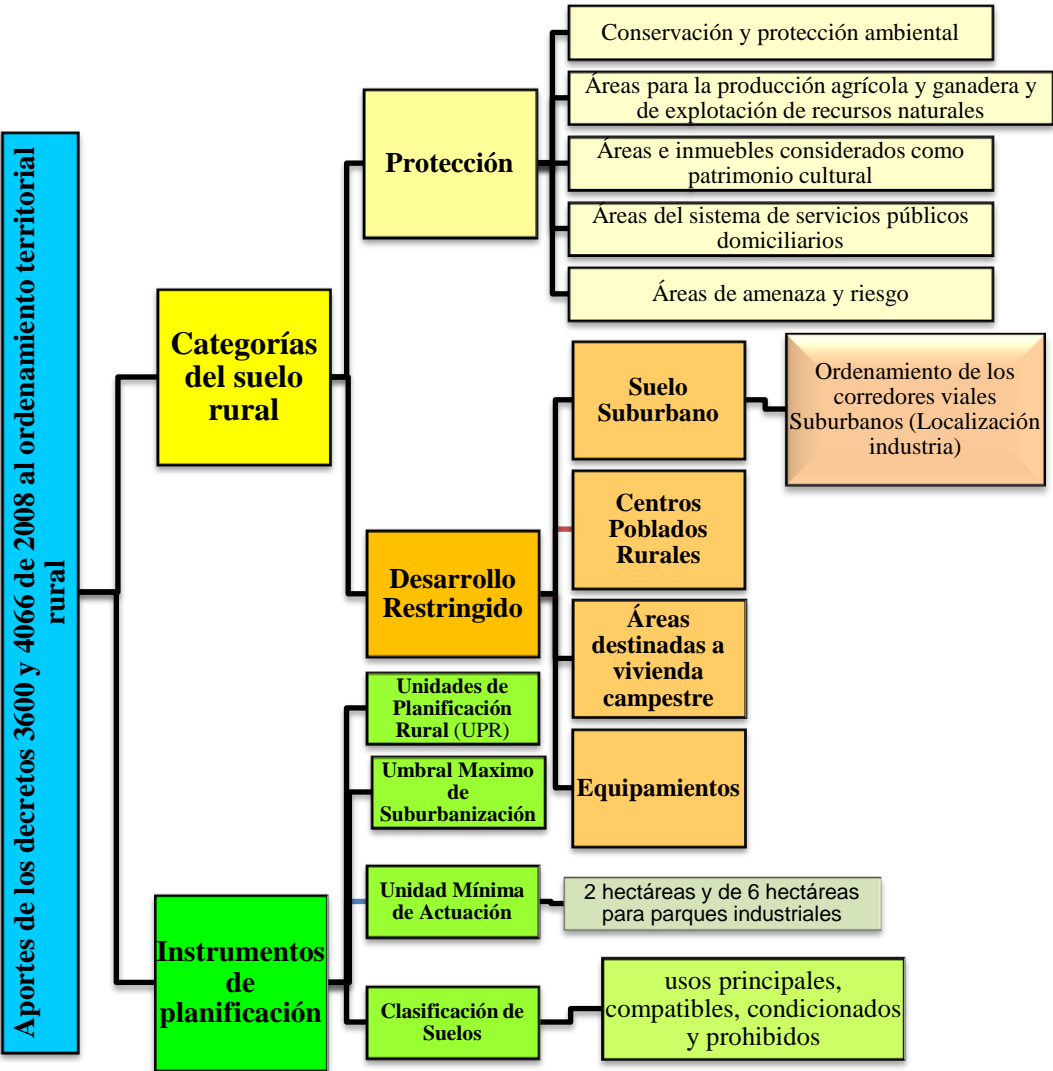 Aportes de los decretos 3600 y 4066 de 2008 al ordenamiento territorial
rural
Categorías
del suelo
rural
Protección
Conservación y protección ambiental
Áreas para la producción agrícola y ganadera y
de explotación de recursos naturales
Áreas e inmuebles considerados como
patrimonio cultural
Áreas del sistema de servicios públicos
domiciliarios
Áreas de amenaza y riesgo
Desarrollo
Restringido
Suelo
Suburbano
Ordenamiento de los
corredores viales
Suburbanos (Localización
industria)
Centros
Poblados
Rurales
Áreas
destinadas a
vivienda
campestre
Equipamientos
Instrumentos
de
planificación
Unidades de
Planificación
Rural (UPR)
Umbral Maximo
de
Suburbanización
Unidad Mínima
de Actuación
2 hectáreas y de 6 hectáreas
para parques industriales
Clasificación de
Suelos
usos principales,
compatibles, condicionados
y prohibidos